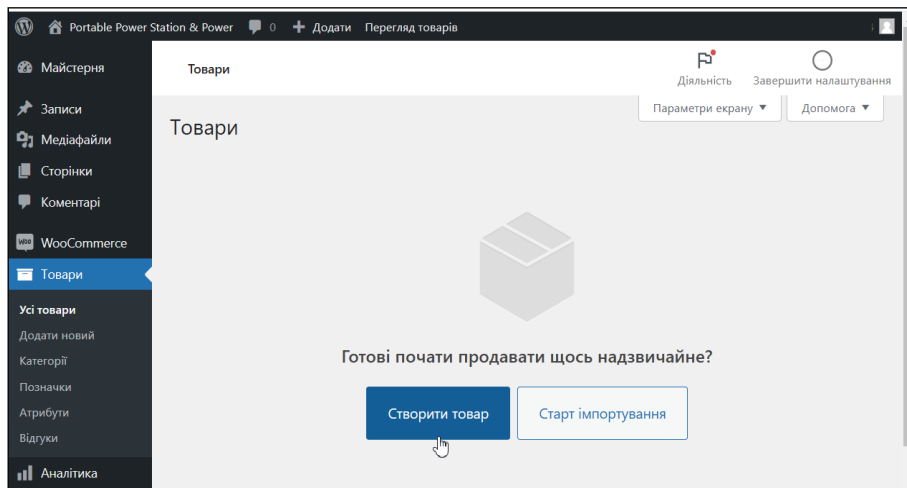 Portable Power Station & Power 0 Додати Перегляд товарів
Майстерня
Записи
Медіафайли
Сторінки
Коментарі
WooCommerce
Товари
Усі товари
Додати новий
Категорії
Позначки
Атрибути
Відгуки
Аналітика
Товари
Діяльність
Завершити налаштування
Параметри екрану ▼
Допомога ▼
Товари
Готові почати продавати щось надзвичайне?
Створити товар
Старт імпортування